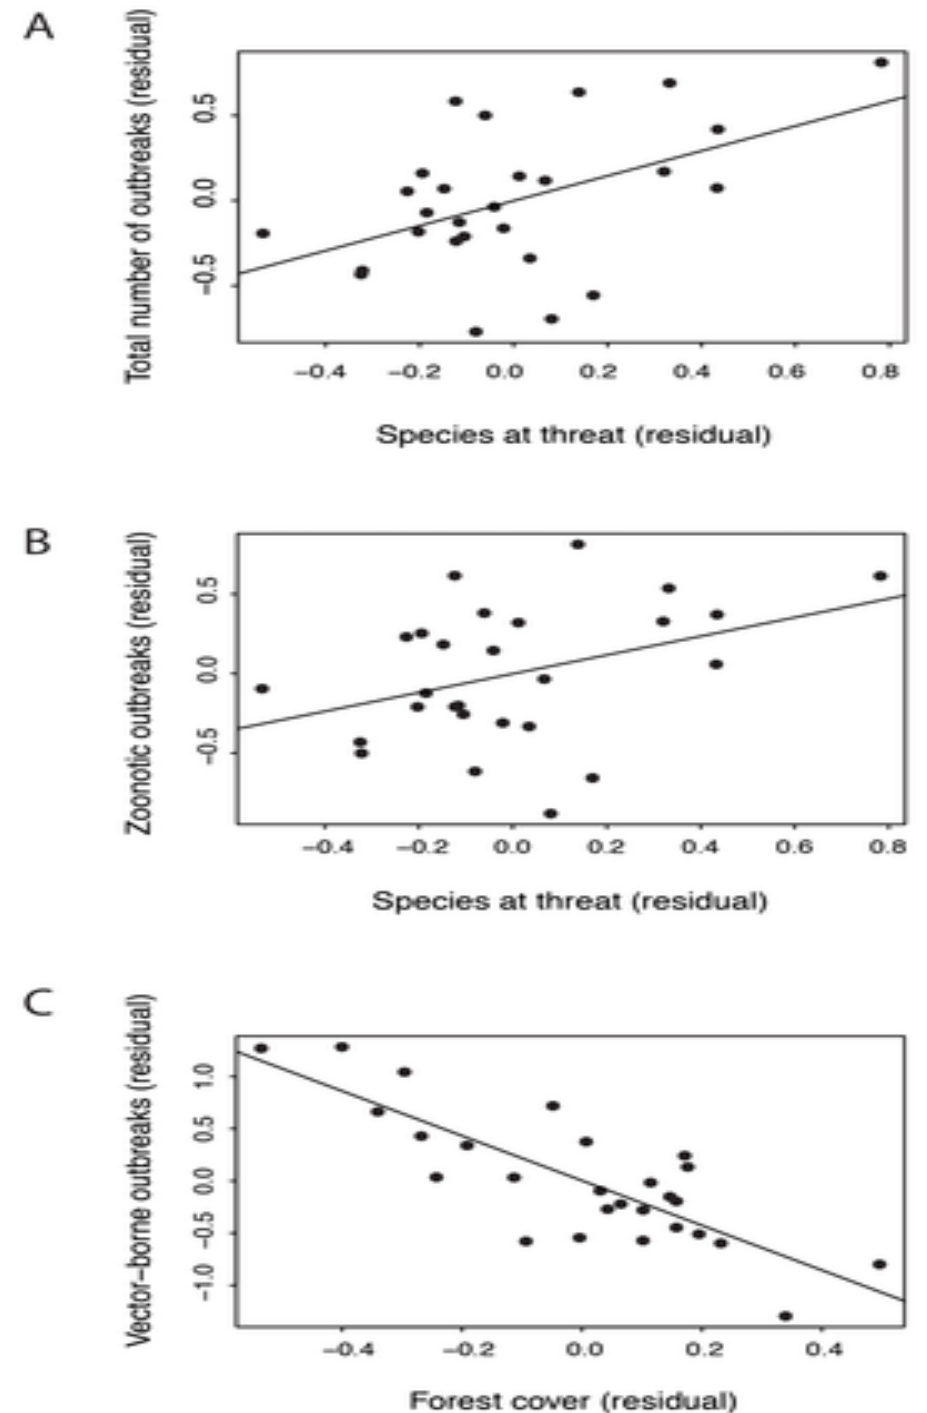 A
Total number of outbreaks (residual)
0.5
0.0
−0.5
−0.4 −0.2 0.0 0.2 0.4 0.6 0.8
Species at threat (residual)
B
Zoonotic outbreaks (residual)
0.5
0.0
−0.5
−0.4 −0.2 0.0 0.2 0.4 0.6 0.8
Species at threat (residual)
C
Vector−borne outbreaks (residual)
1.0
0.5
0.0
−0.5
−1.0
−0.4 −0.2 0.0 0.2 0.4
Forest cover (residual)